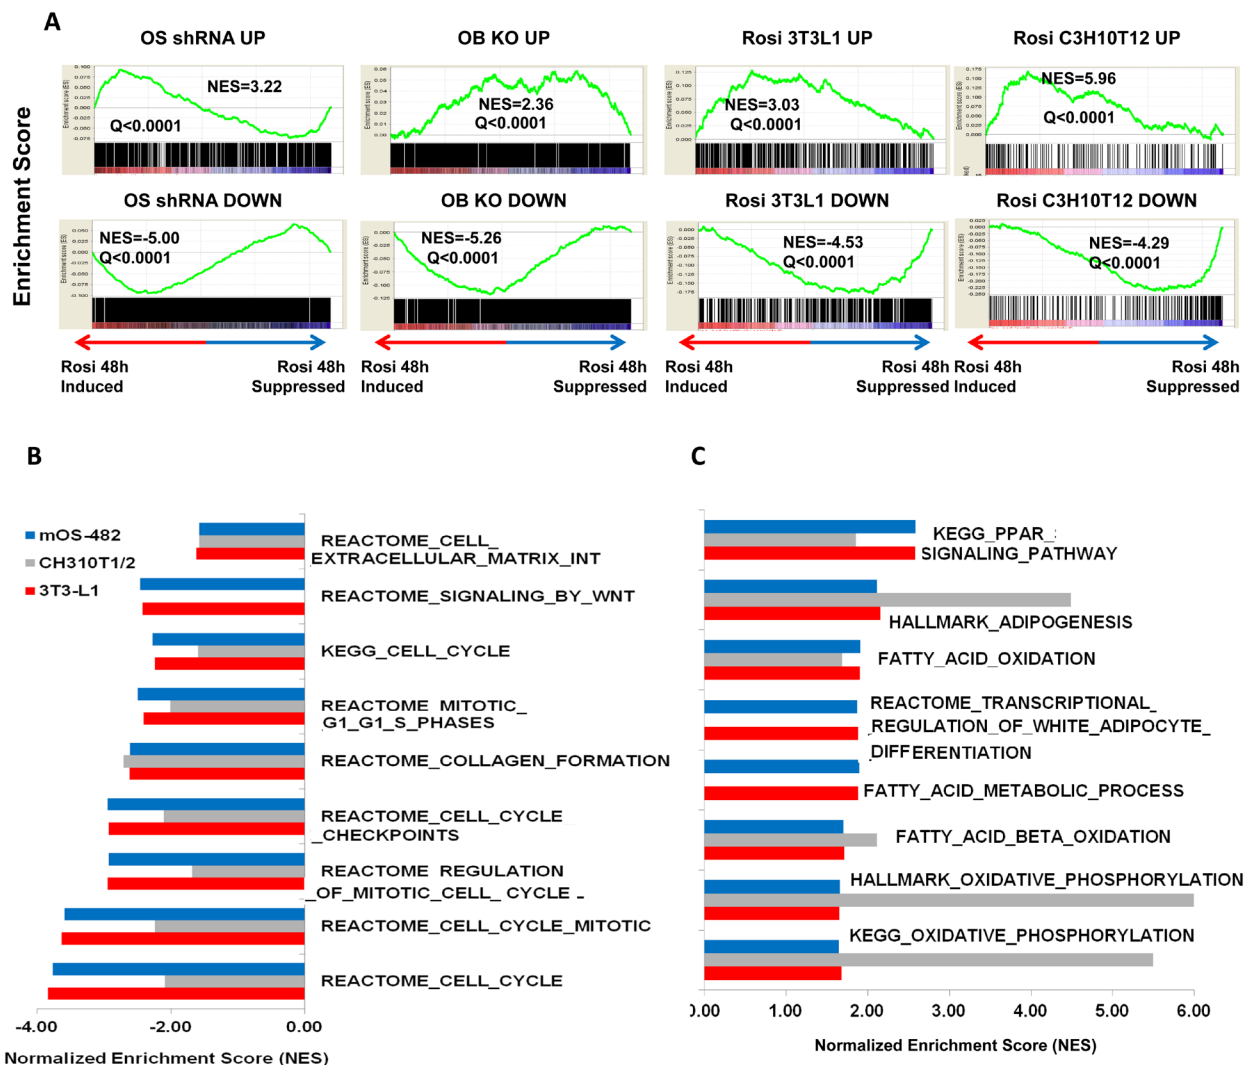 A
OS shRNA UP
OB KO UP
Rosi 3T3L1 UP
Rosi C3H10T12 UP
Enrichment Score
NES=3.22
Q<0.0001
NES=2.36
Q<0.0001
NES=3.03
Q<0.0001
NES=5.96
Q<0.0001
OS shRNA DOWN
OB KO DOWN
Rosi 3T3L1 DOWN
Rosi C3H10T12 DOWN
NES=-5.00
Q<0.0001
NES=-5.26
Q<0.0001
NES=-4.53
Q<0.0001
NES=-4.29
Q<0.0001
Rosi 48h
Induced
Rosi 48h
Suppressed
Rosi 48h
Induced
Rosi 48h
Suppressed
Rosi 48h
Induced
Rosi 48h
Suppressed
Rosi 48h
Induced
Rosi 48h
Suppressed
B
mOS-482
CH310T1/2
3T3-L1
REACTOME_CELL_
EXTRACELLULAR_MATRIX_INT
REACTOME_SIGNALING_BY_WNT
KEGG_CELL_CYCLE
REACTOME_MITOTIC_
G1_G1_S_PHASES
REACTOME_COLLAGEN_FORMATION
REACTOME_CELL_CYCLE
_CHECKPOINTS
REACTOME_REGULATION
_OF_MITOTIC_CELL_CYCLE
REACTOME_CELL_CYCLE_MITOTIC
REACTOME_CELL_CYCLE
-4.00
-2.00
0.00
Normalized Enrichment Score (NES)
C
KEGG_PPAR_
SIGNALING_PATHWAY
HALLMARK_ADIPOGENESIS
FATTY_ACID_OXIDATION
REACTOME_TRANSCRIPTIONAL_
_REGULATION_OF_WHITE_ADIPOCYTE_
_DIFFERENTIATION
FATTY_ACID_METABOLIC_PROCESS
FATTY_ACID_BETA_OXIDATION
HALLMARK_OXIDATIVE_PHOSPHORYLATION
KEGG_OXIDATIVE_PHOSPHORYLATION
0.00
1.00
2.00
3.00
4.00
5.00
6.00
Normalized Enrichment Score (NES)